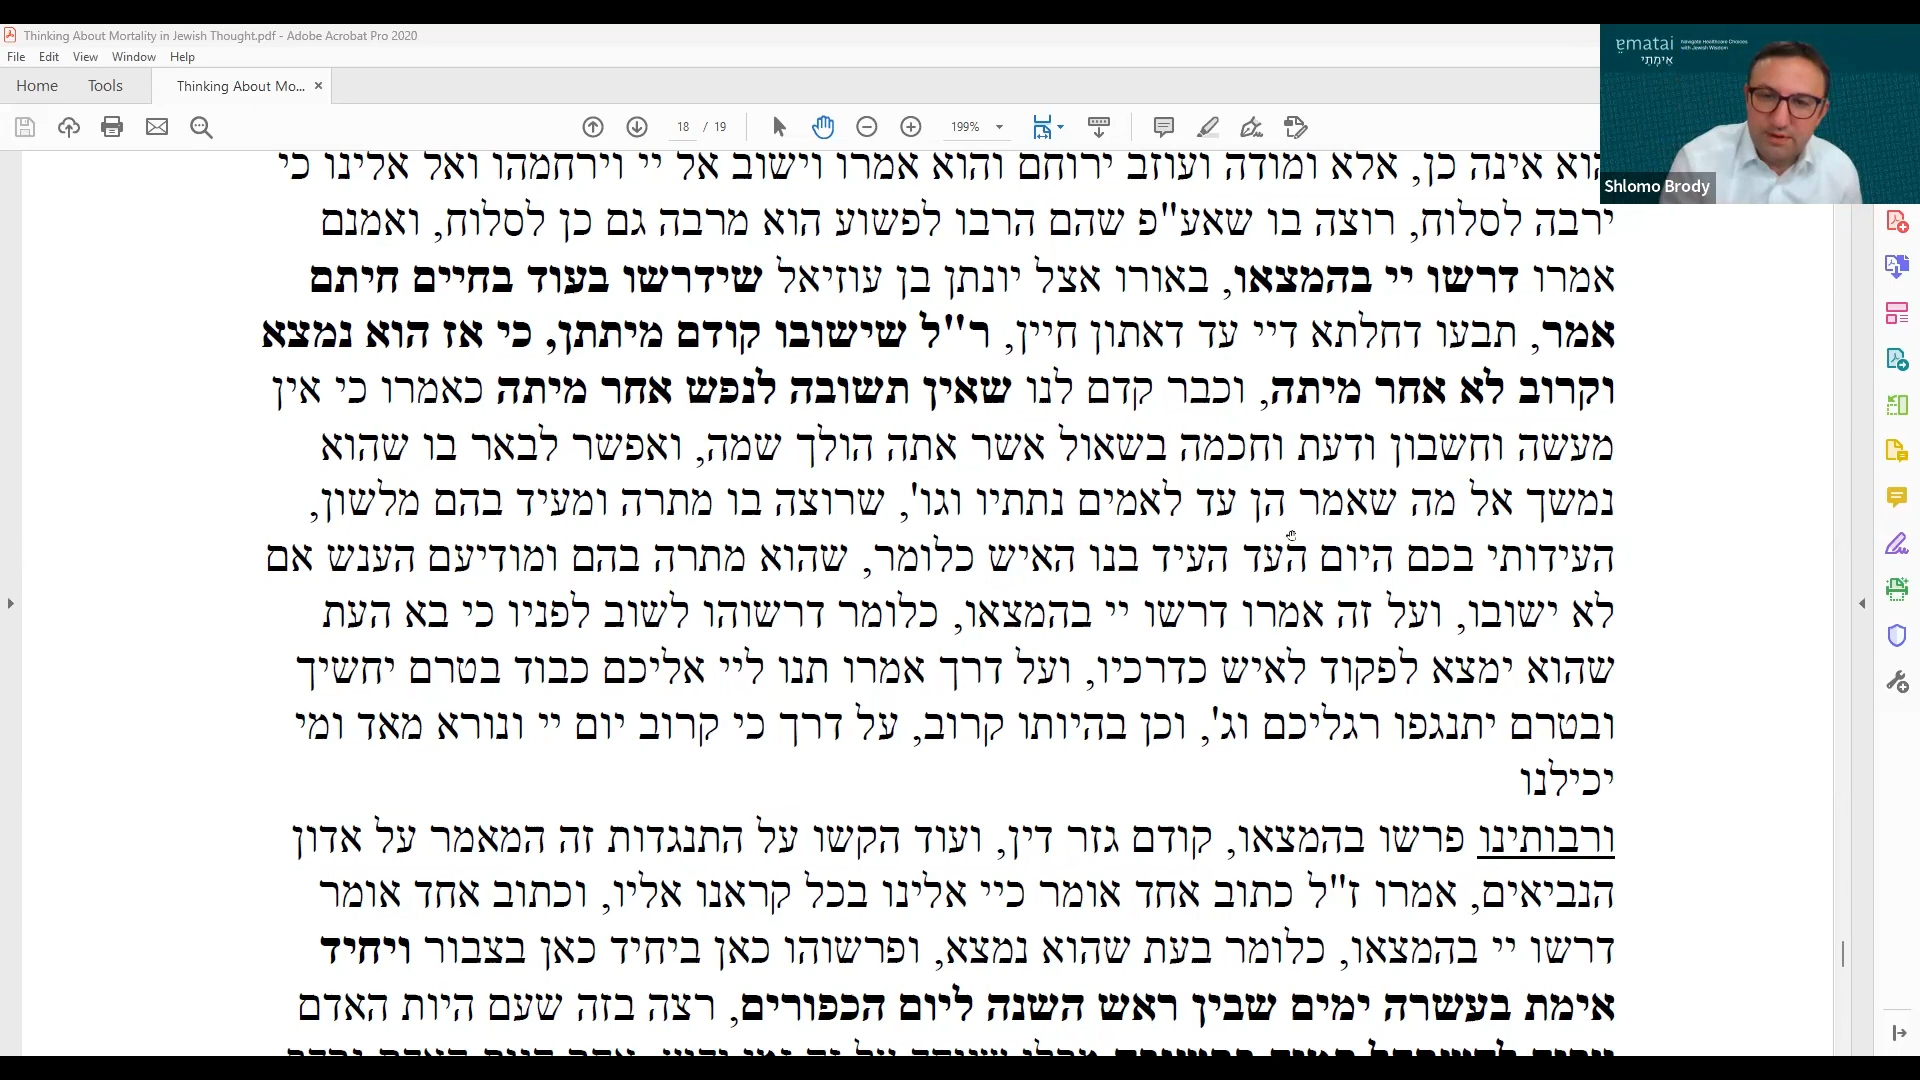 Thinking About Mortality in Jewish Thought.pdf - Adobe Acrobat Pro 2020
File Edit View Window Help
Home Tools Thinking About Mo... ×
18 / 19 199%
ematai Navigate Healthcare Choices with Jewish Wisdom
אֵימָתַי
Shlomo Brody
הוא אינה כן, אלא ומודה ועוזב ירוחם והוא אמרו וישוב אל יי וירחמהו ואל אלינו כי
ירבה לסלוח, רוצה בו שאע"פ שהם הרבו לפשוע הוא מרבה גם כן לסלוח, ואמנם
אמרו דרשו יי בהמצאו, באורו אצל יונתן בן עוזיאל שידרשו בעוד בחיים חיתם
אמר, תבעו דחלתא דיי עד דאתון חיין, ר"ל שישובו קודם מיתתן, כי אז הוא נמצא
וקרוב לא אחר מיתה, וכבר קדם לנו שאין תשובה לנפש אחר מיתה כאמרו כי אין
מעשה וחשבון ודעת וחכמה בשאול אשר אתה הולך שמה, ואפשר לבאר בו שהוא
נמשך אל מה שאמר הן עד לאמים נתתיו וגו', שרוצה בו מתרה ומעיד בהם מלשון,
העידותי בכם היום העד העיד בנו האיש כלומר, שהוא מתרה בהם ומודיעם הענש אם
לא ישובו, ועל זה אמרו דרשו יי בהמצאו, כלומר דרשוהו לשוב לפניו כי בא העת
שהוא ימצא לפקוד לאיש כדרכיו, ועל דרך אמרו תנו ליי אליכם כבוד בטרם יחשיך
ובטרם יתנגפו רגליכם וג', וכן בהיותו קרוב, על דרך כי קרוב יום יי ונורא מאד ומי
יכילנו
ורבותינו פרשו בהמצאו, קודם גזר דין, ועוד הקשו על התנגדות זה המאמר על אדון
הנביאים, אמרו ז"ל כתוב אחד אומר כיי אלינו בכל קראנו אליו, וכתוב אחד אומר
דרשו יי בהמצאו, כלומר בעת שהוא נמצא, ופרשוהו כאן ביחיד כאן בצבור ויחיד
אימת בעשרה ימים שבין ראש השנה ליום הכפורים, רצה בזה שעם היות האדם